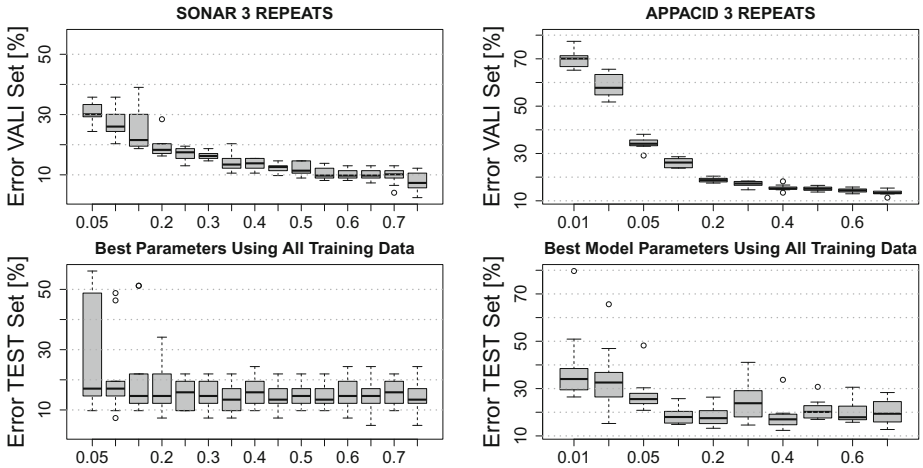 SONAR 3 REPEATS
Error VALI Set [%]
50
30
10
0.05 0.2 0.3 0.4 0.5 0.6 0.7
APPACID 3 REPEATS
Error VALI Set [%]
70
50
30
10
0.01 0.05 0.2 0.4 0.6
Best Parameters Using All Training Data
Error TEST Set [%]
50
30
10
0.05 0.2 0.3 0.4 0.5 0.6 0.7
Best Model Parameters Using All Training Data
Error TEST Set [%]
70
50
30
10
0.01 0.05 0.2 0.4 0.6